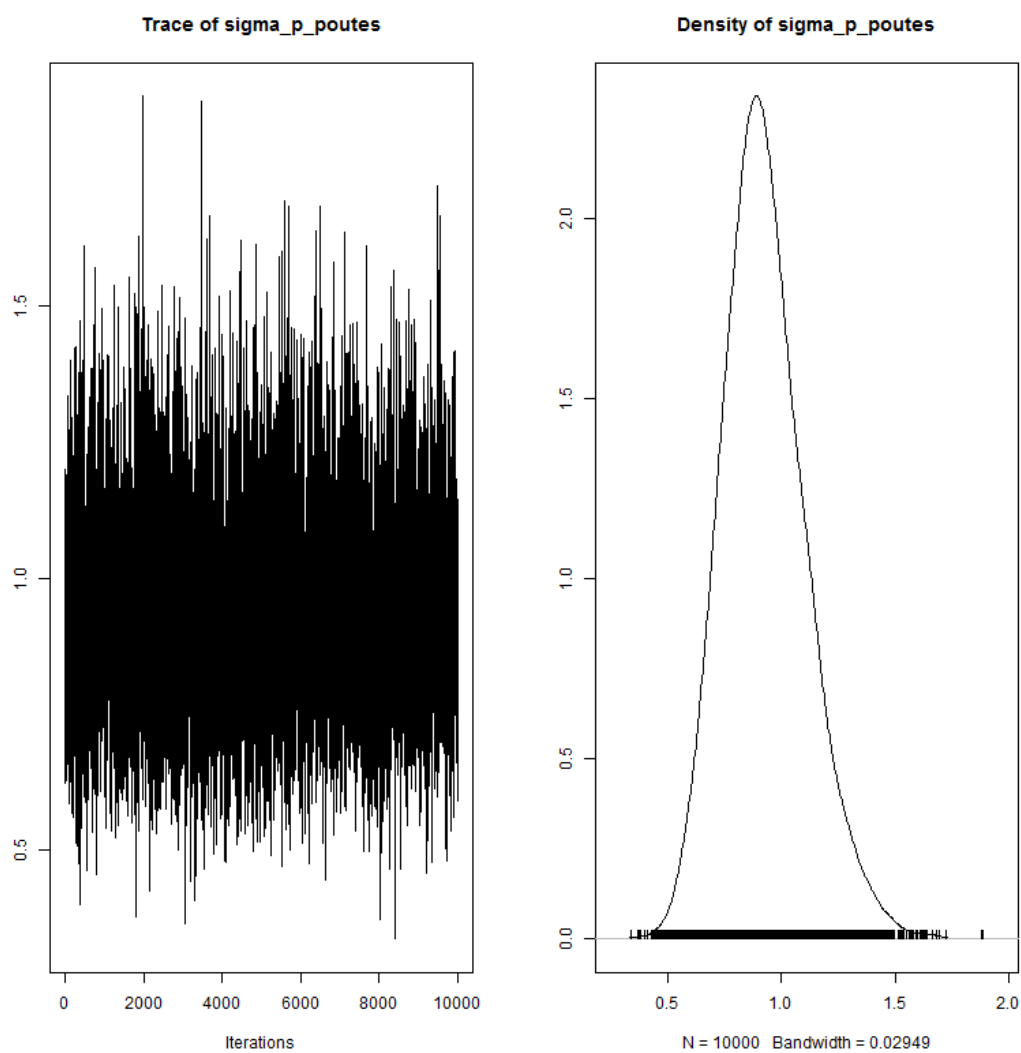 Trace of sigma_p_poutes
1.5
1.0
0.5
0 2000 4000 6000 8000 10000
Iterations
Density of sigma_p_poutes
2.0
1.5
1.0
0.5
0.0
0.5 1.0 1.5 2.0
N = 10000 Bandwidth = 0.02949